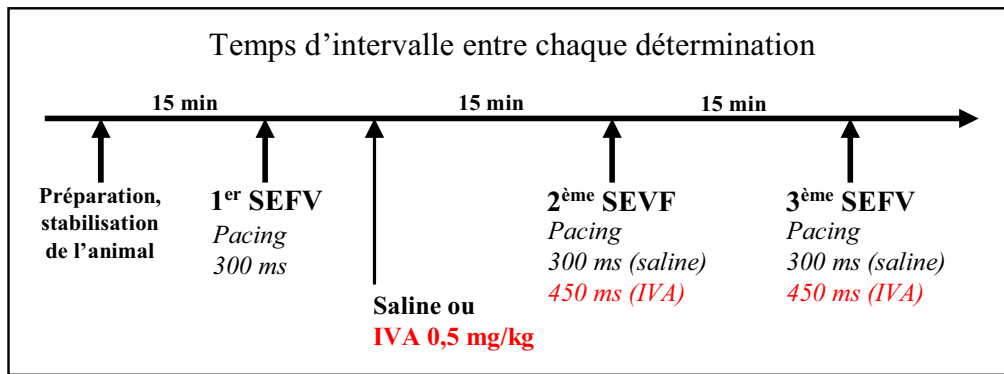 Temps d’intervalle entre chaque détermination
15 min
15 min
15 min
Préparation,
stabilisation
de l’animal
1er SEFV
Pacing
300 ms
Saline ou
IVA 0,5 mg/kg
2ème SEVF
Pacing
300 ms (saline)
450 ms (IVA)
3ème SEFV
Pacing
300 ms (saline)
450 ms (IVA)